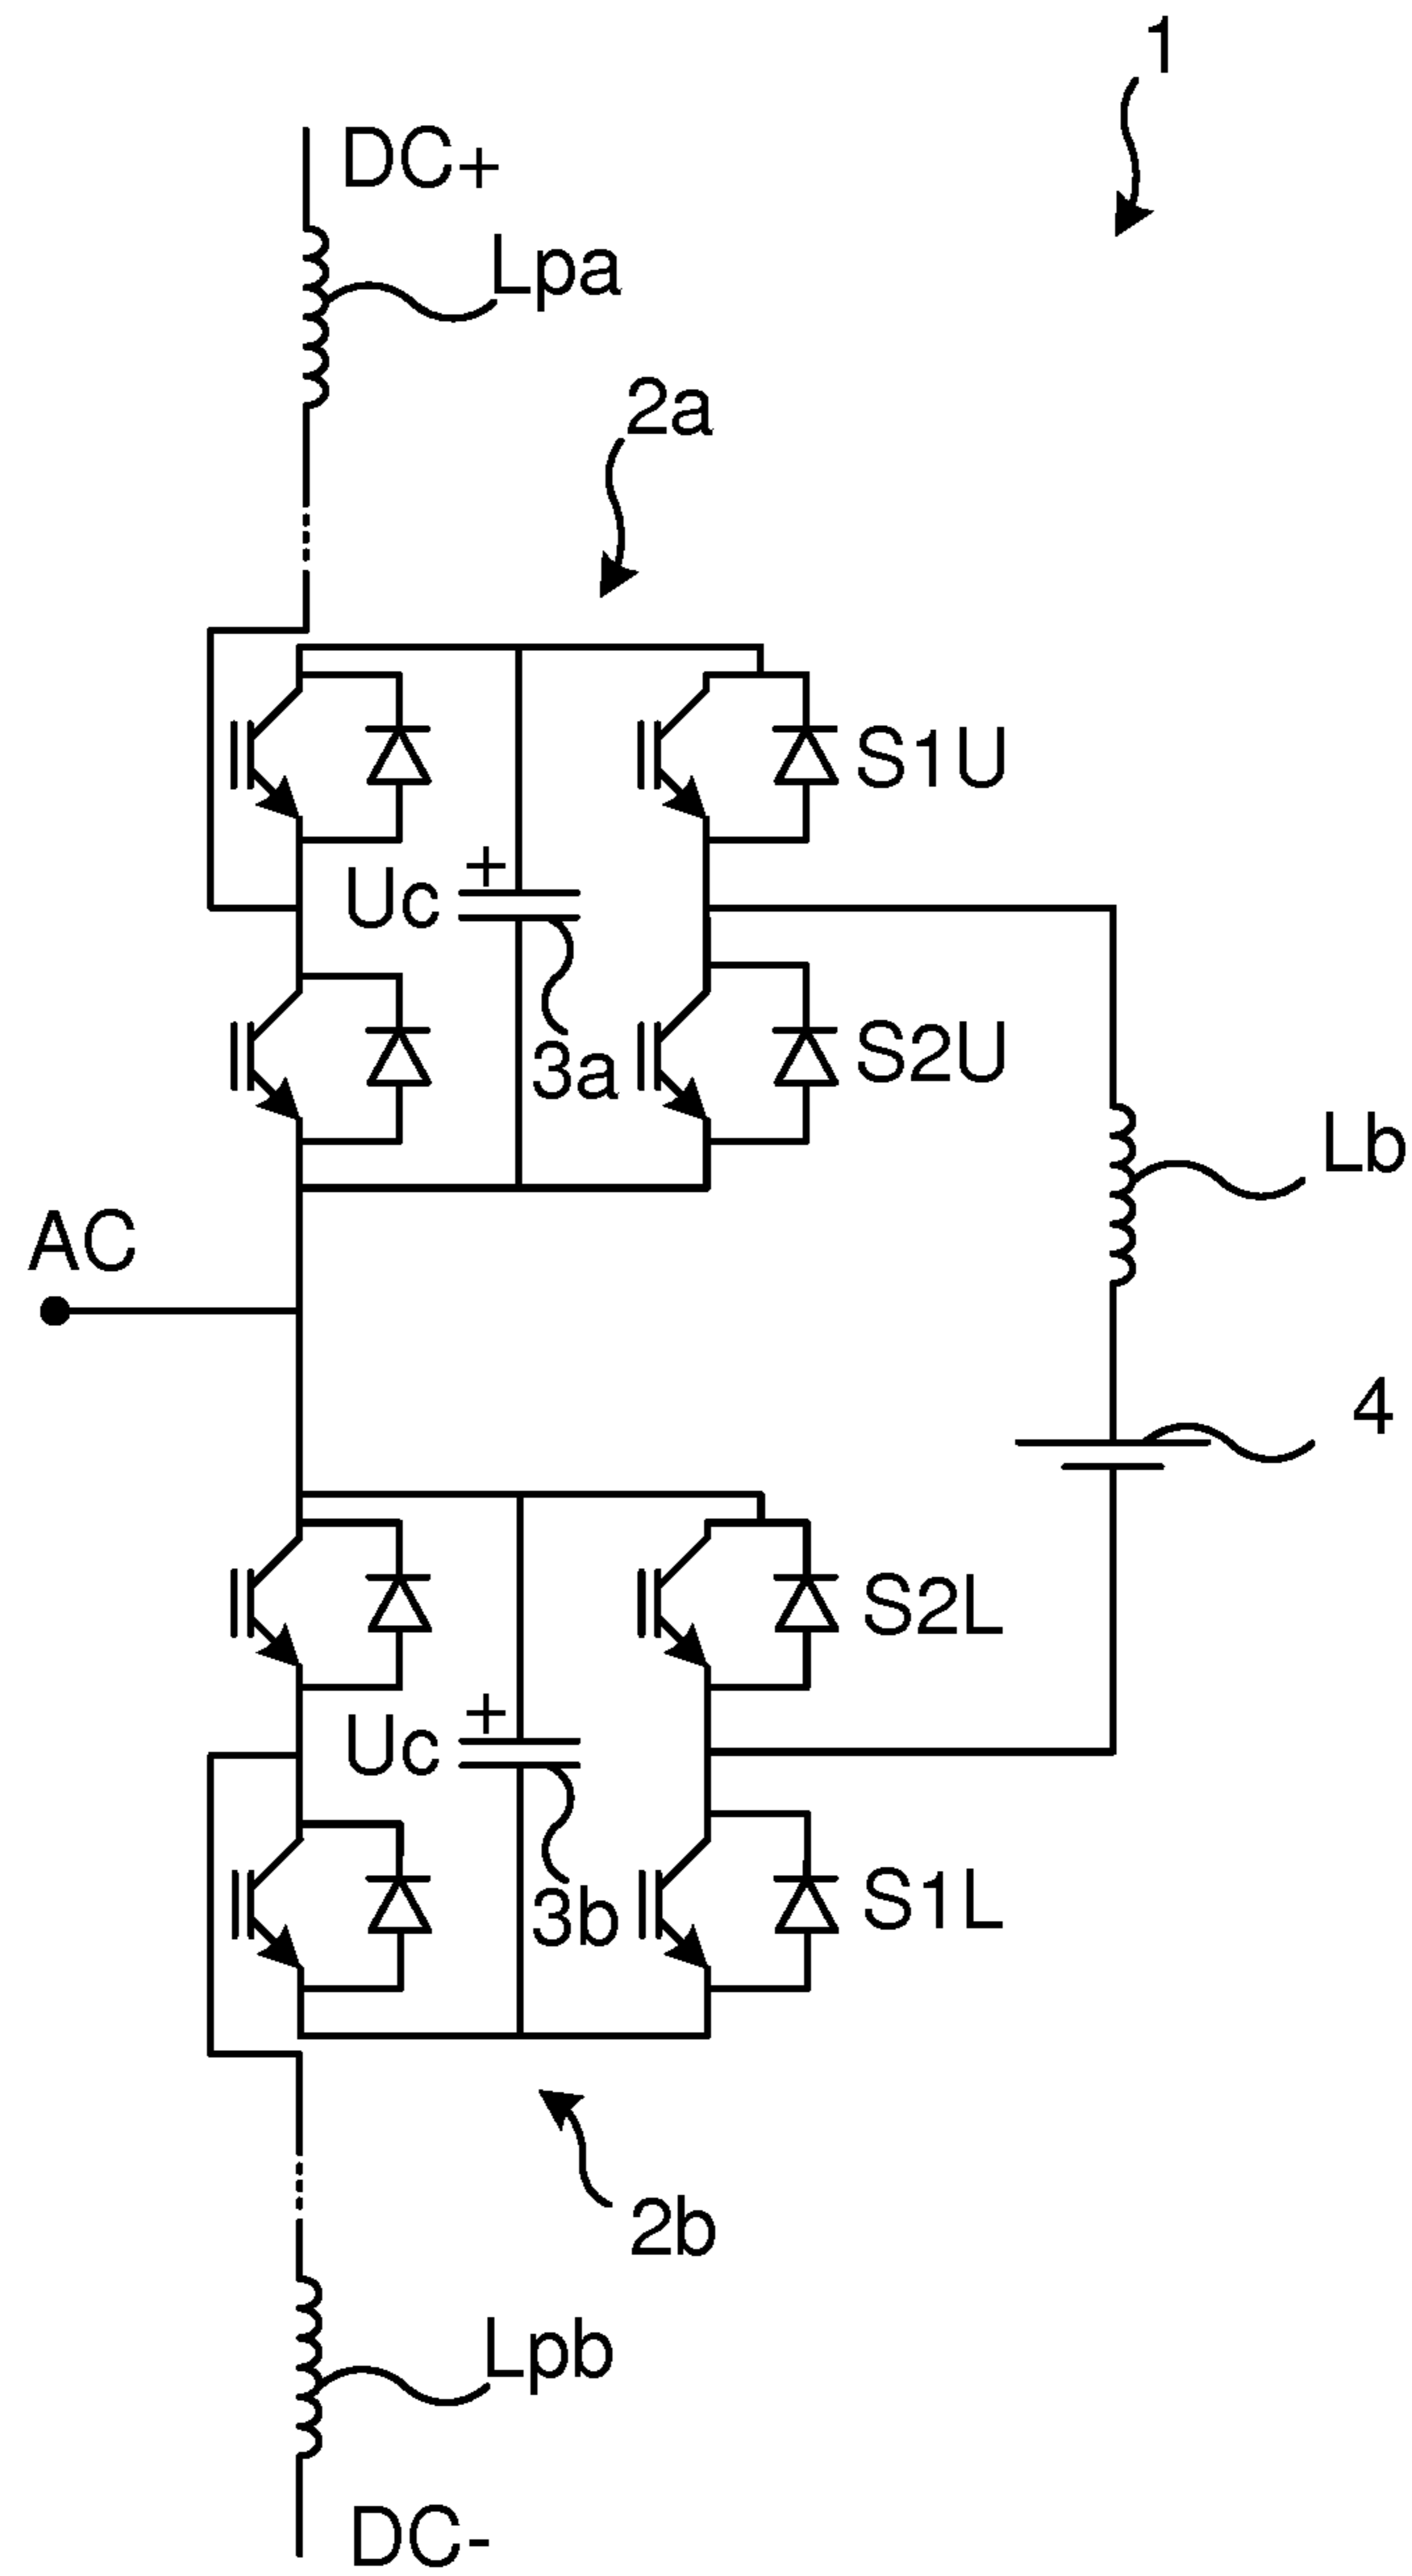 1
DC+
Lpa
2a
S1U
+
Uc
3a
S2U
Lb
AC
4
S2L
+
Uc
3b
S1L
2b
Lpb
DC-